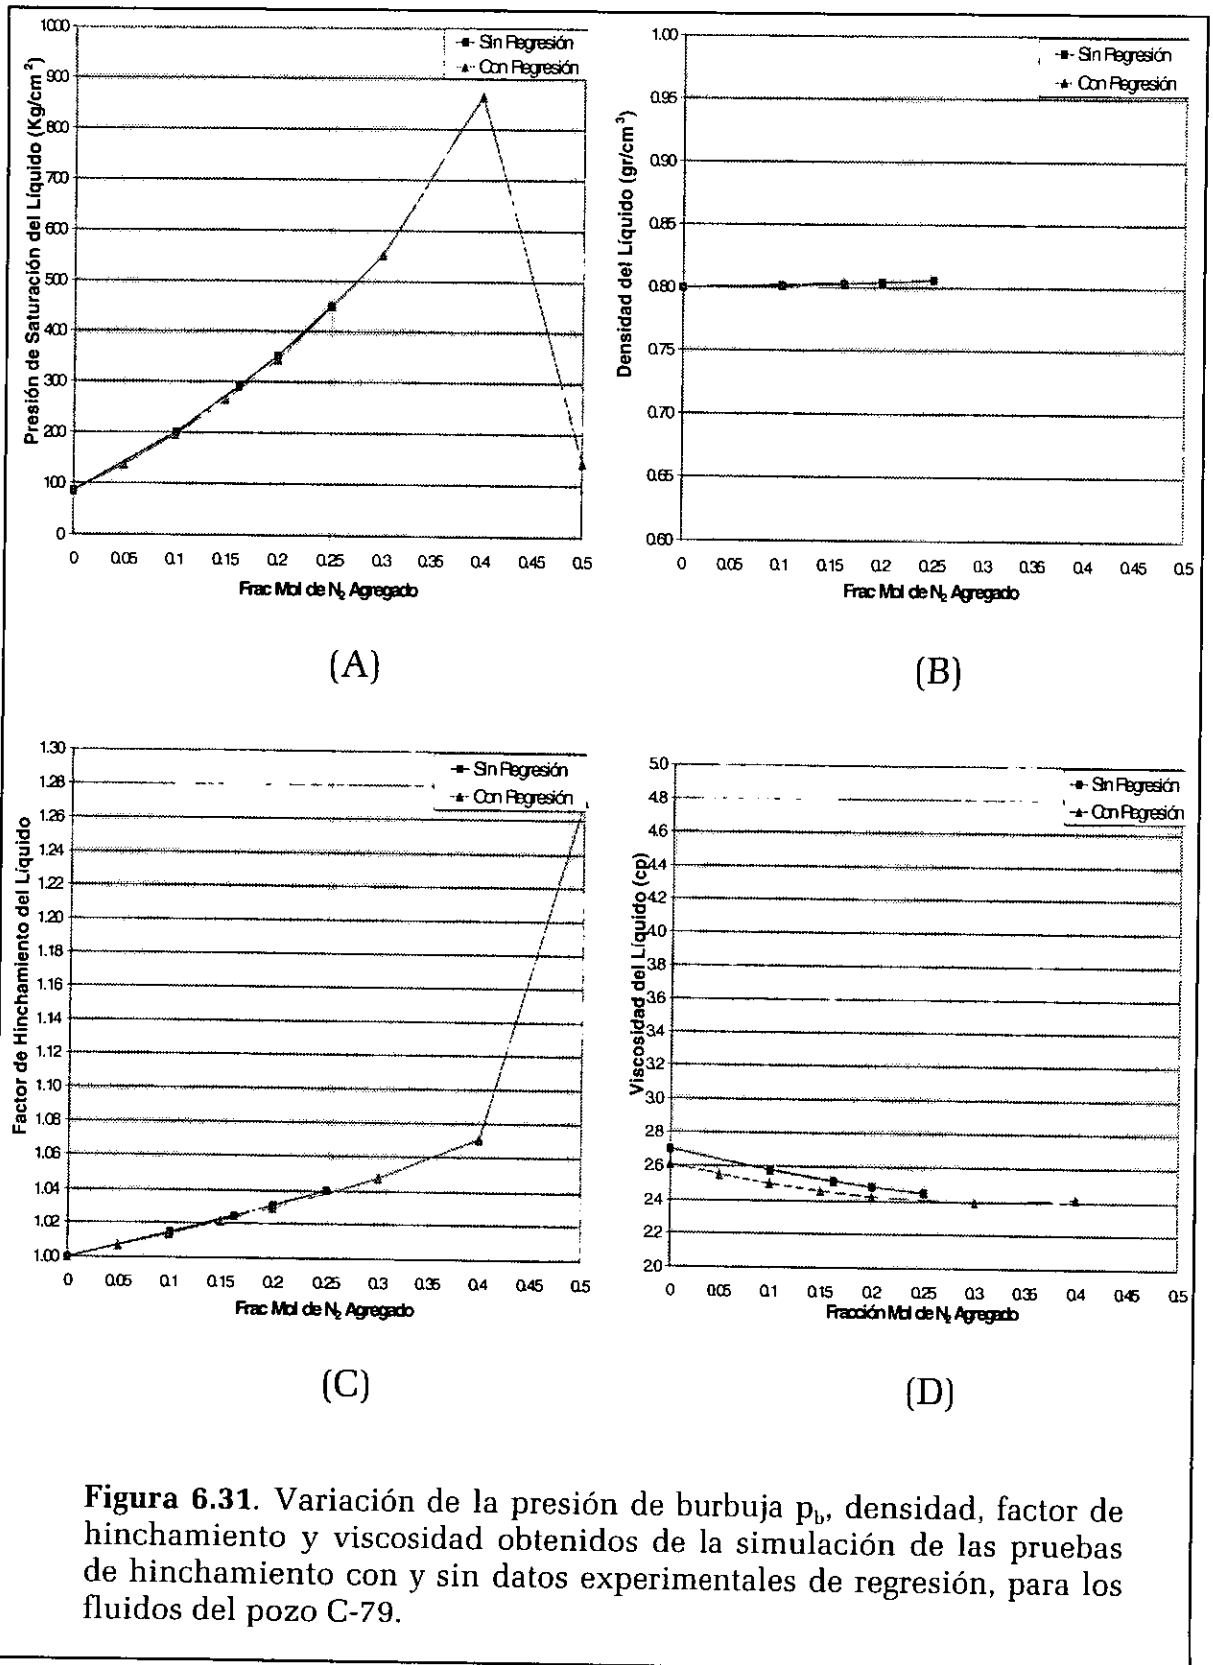 1000
900
800
700
600
500
400
300
200
100
0
Presión de Saturación del Líquido (Kg/cm²)
Sin Regresión
Con Regresión
0 0.05 0.1 0.15 0.2 0.25 0.3 0.35 0.4 0.45 0.5
Frac Mol de N₂ Agregado
(A)
1.00
0.95
0.90
0.85
0.80
0.75
0.70
0.65
0.60
Densidad del Líquido (gr/cm³)
Sin Regresión
Con Regresión
0 0.05 0.1 0.15 0.2 0.25 0.3 0.35 0.4 0.45 0.5
Frac Mol de N₂ Agregado
(B)
1.30
1.28
1.26
1.24
1.22
1.20
1.18
1.16
1.14
1.12
1.10
1.08
1.06
1.04
1.02
1.00
Factor de Hinchamiento del Líquido
Sin Regresión
Con Regresión
0 0.05 0.1 0.15 0.2 0.25 0.3 0.35 0.4 0.45 0.5
Frac Mol de N₂ Agregado
(C)
5.0
4.8
4.6
4.4
4.2
4.0
3.8
3.6
3.4
3.2
3.0
2.8
2.6
2.4
2.2
2.0
Viscosidad del Líquido (cp)
Sin Regresión
Con Regresión
0 0.05 0.1 0.15 0.2 0.25 0.3 0.35 0.4 0.45 0.5
Fracción Mol de N₂ Agregado
(D)
Figura 6.31. Variación de la presión de burbuja p_b, densidad, factor de
hinchamiento y viscosidad obtenidos de la simulación de las pruebas
de hinchamiento con y sin datos experimentales de regresión, para los
fluidos del pozo C-79.